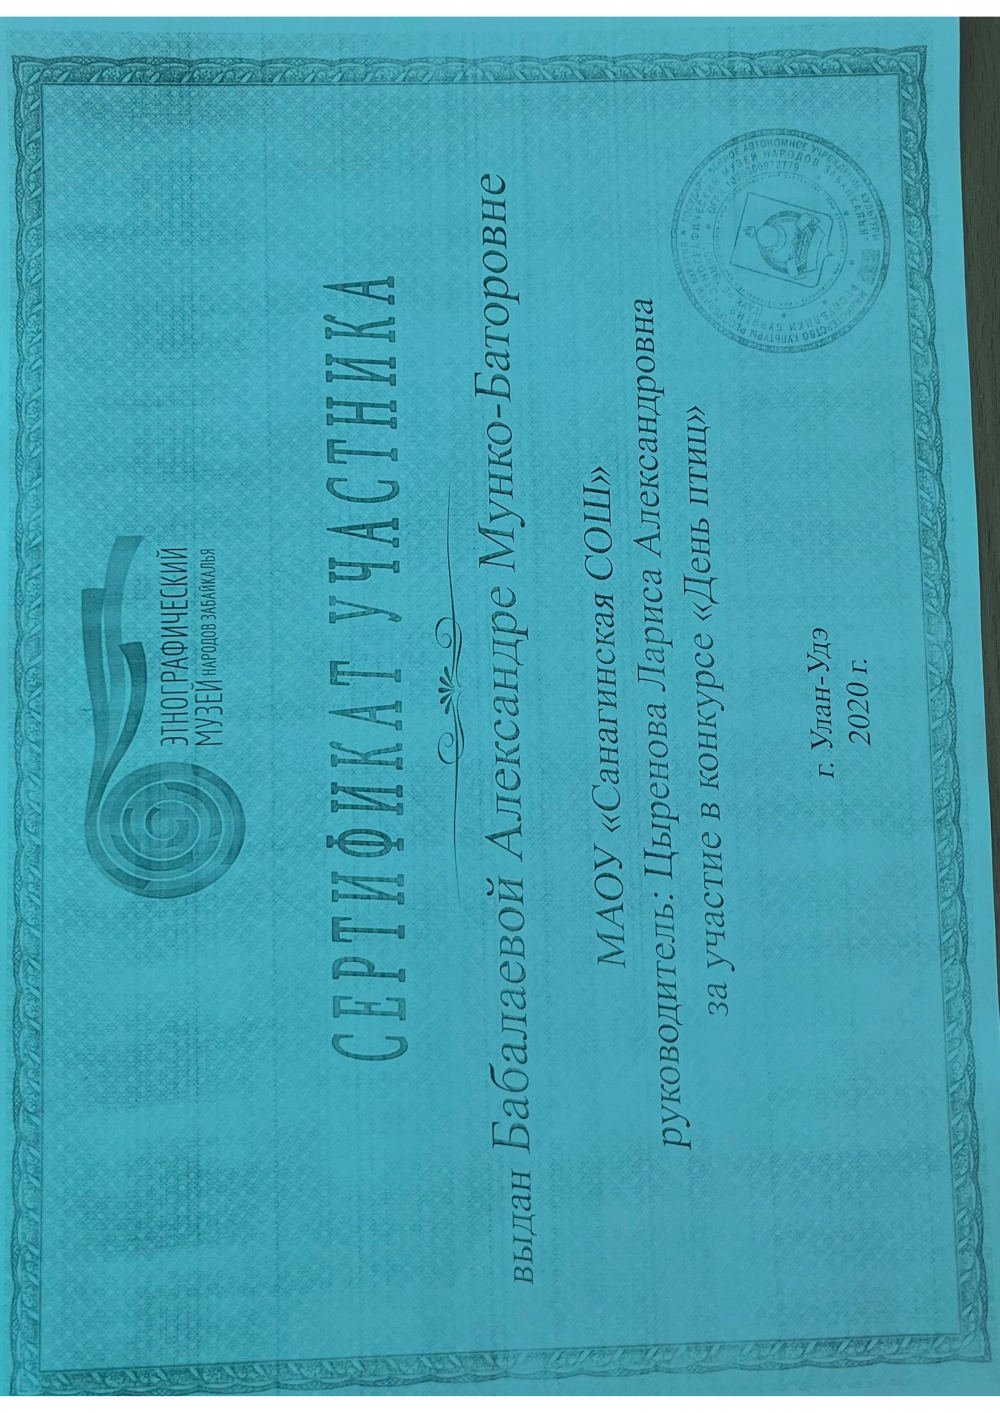 ЭТНОГРАФИЧЕСКИЙ
МУЗЕЙ НАРОДОВ ЗАБАЙКАЛЬЯ
СЕРТИФИКАТ УЧАСТНИКА
выдан Бабалаевой Александре Мунко-Баторовне
МАОУ «Санагинская СОШ»
руководитель: Цыренова Лариса Александровна
за участие в конкурсе «День птиц»
г. Улан-Удэ
2020 г.